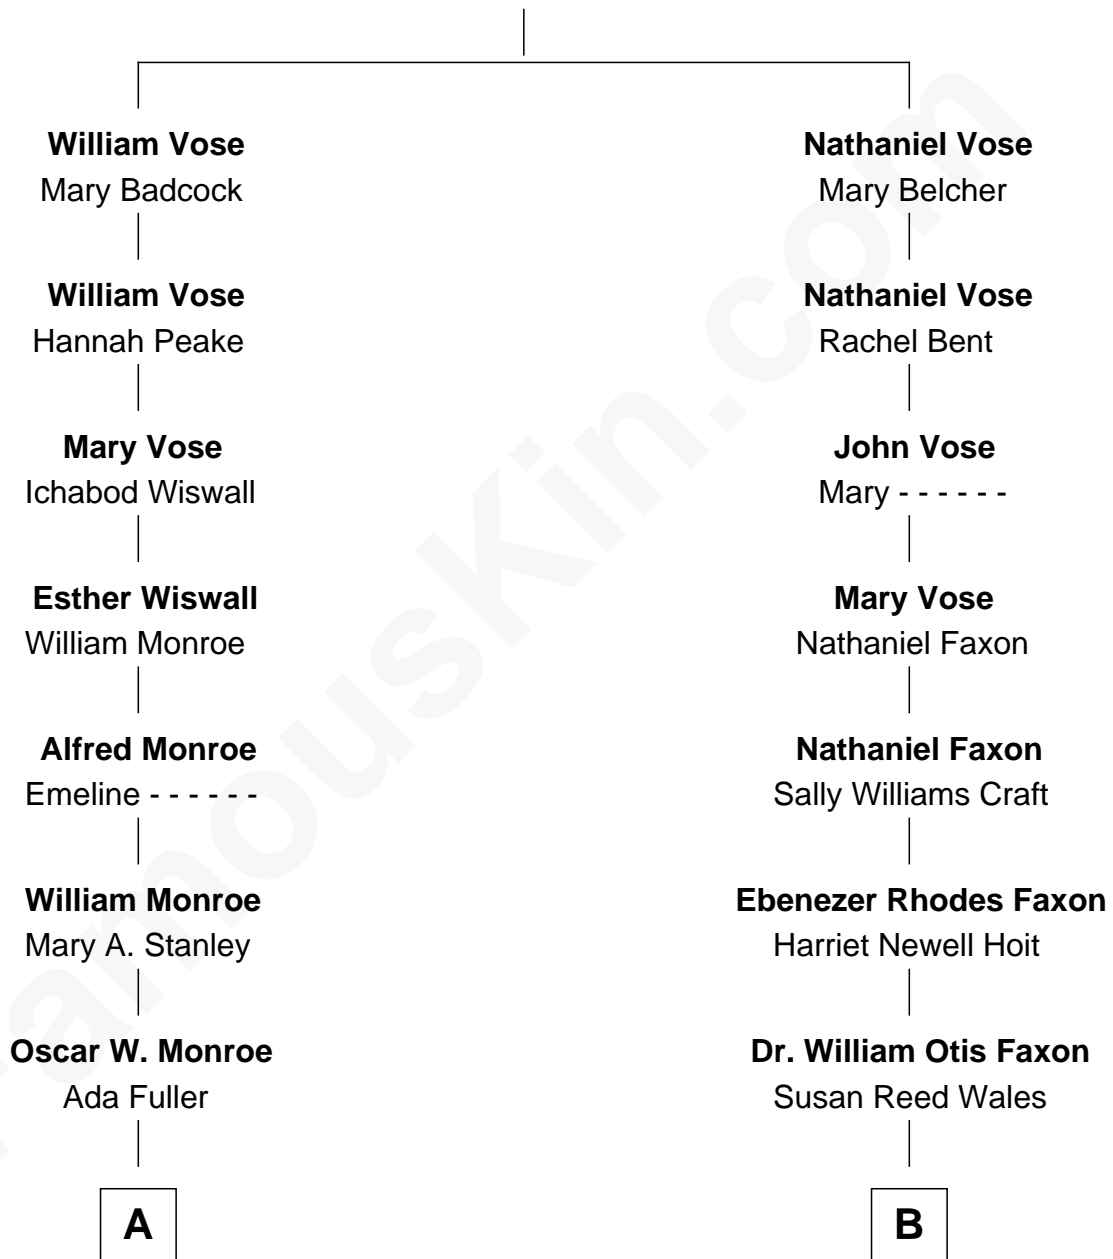 William Vose
Mary Badcock
William Vose
Hannah Peake
Mary Vose
Ichabod Wiswall
Esther Wiswall
William Monroe
Alfred Monroe
Emeline - - - - - -
William Monroe
Mary A. Stanley
Oscar W. Monroe
Ada Fuller
A
Nathaniel Vose
Mary Belcher
Nathaniel Vose
Rachel Bent
John Vose
Mary - - - - - -
Mary Vose
Nathaniel Faxon
Nathaniel Faxon
Sally Williams Craft
Ebenezer Rhodes Faxon
Harriet Newell Hoit
Dr. William Otis Faxon
Susan Reed Wales
B
FamousKin.com